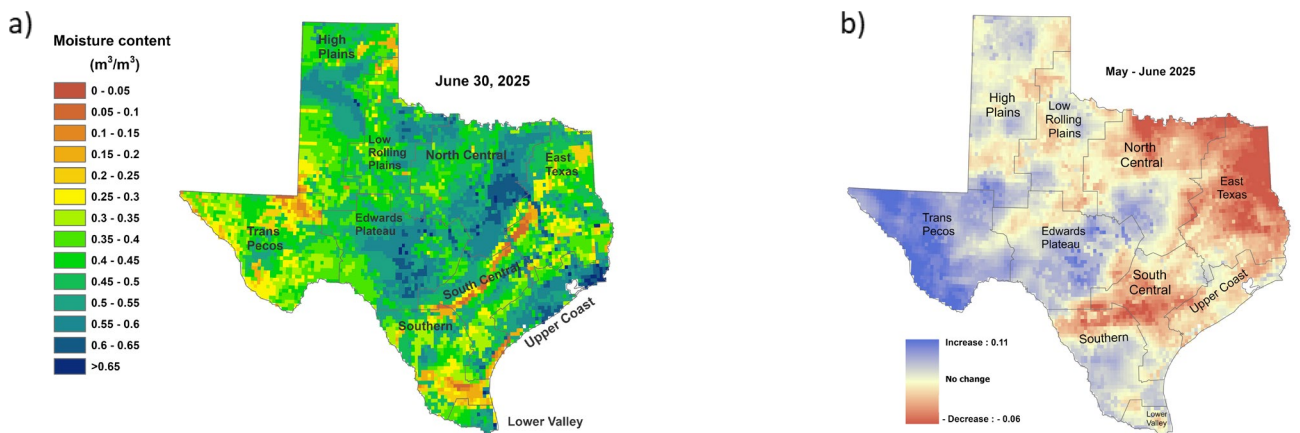 a)
Moisture content
(m³/m³)
0 - 0.05
0.05 - 0.1
0.1 - 0.15
0.15 - 0.2
0.2 - 0.25
0.25 - 0.3
0.3 - 0.35
0.35 - 0.4
0.4 - 0.45
0.45 - 0.5
0.5 - 0.55
0.55 - 0.6
0.6 - 0.65
>0.65
June 30, 2025
High
Plains
Low
Rolling
Plains
North Central
East
Texas
Trans
Pecos
Edwards
Plateau
South Central
Southern
Upper Coast
Lower Valley
b)
May - June 2025
High
Plains
Low
Rolling
Plains
North
Central
East
Texas
Trans
Pecos
Edwards
Plateau
South
Central
Upper Coast
Southern
Lower
Valley
Increase : 0.11
No change
- Decrease : - 0.06